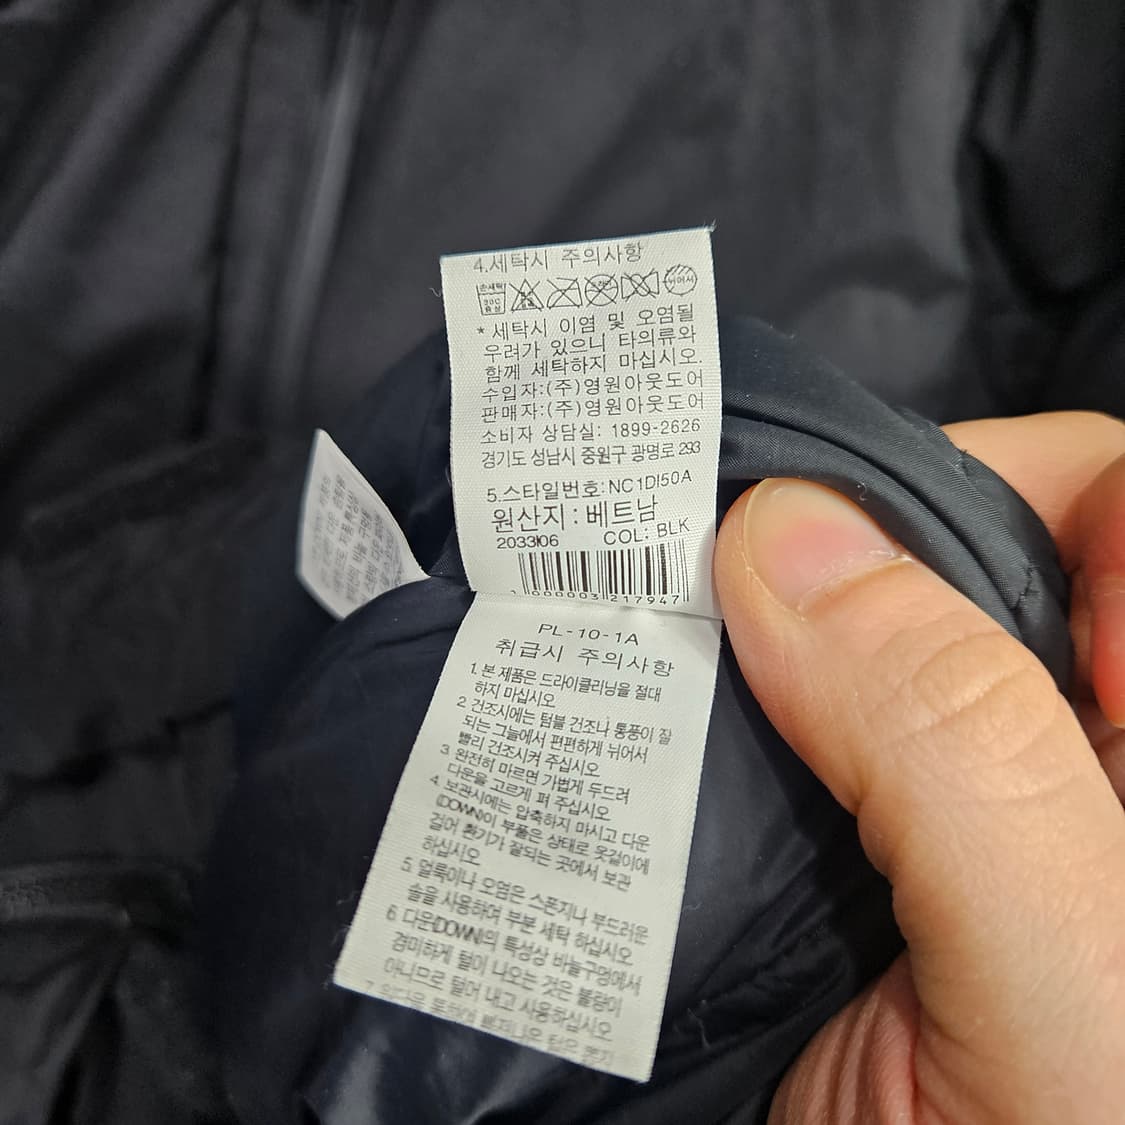 4.세탁시 주의사항
손세탁
30C
중성
뉘어서
* 세탁시 이염 및 오염될
우려가 있으니 타의류와
함께 세탁하지 마십시오.
수입자:(주)영원아웃도어
판매자:(주)영원아웃도어
소비자 상담실: 1899-2626
경기도 성남시 중원구 광명로 293
5.스타일번호:NC1DI50A
원산지:베트남
203306 COL: BLK
000003 217947
PL-10-1A
취급시 주의사항
1. 본 제품은 드라이클리닝을 절대
하지 마십시오
2 건조시에는 텀블 건조나 통풍이 잘
되는 그늘에서 편편하게 뉘어서
빨리 건조시켜 주십시오
3. 완전히 마르면 가볍게 두드려
다운을 고르게 펴 주십시오
4. 보관시에는 압축하지 마시고 다운
(DOWN)이 부풀은 상태로 옷걸이에
걸어 환기가 잘되는 곳에서 보관
하십시오
5. 얼룩이나 오염은 스폰지나 부드러운
솔을 사용하여 부분 세탁 하십시오
6 다운(DOWN)의 특성상 바늘구멍에서
경미하게 털이 나오는 것은 불량이
아니므로 털어 내고 사용하십시오